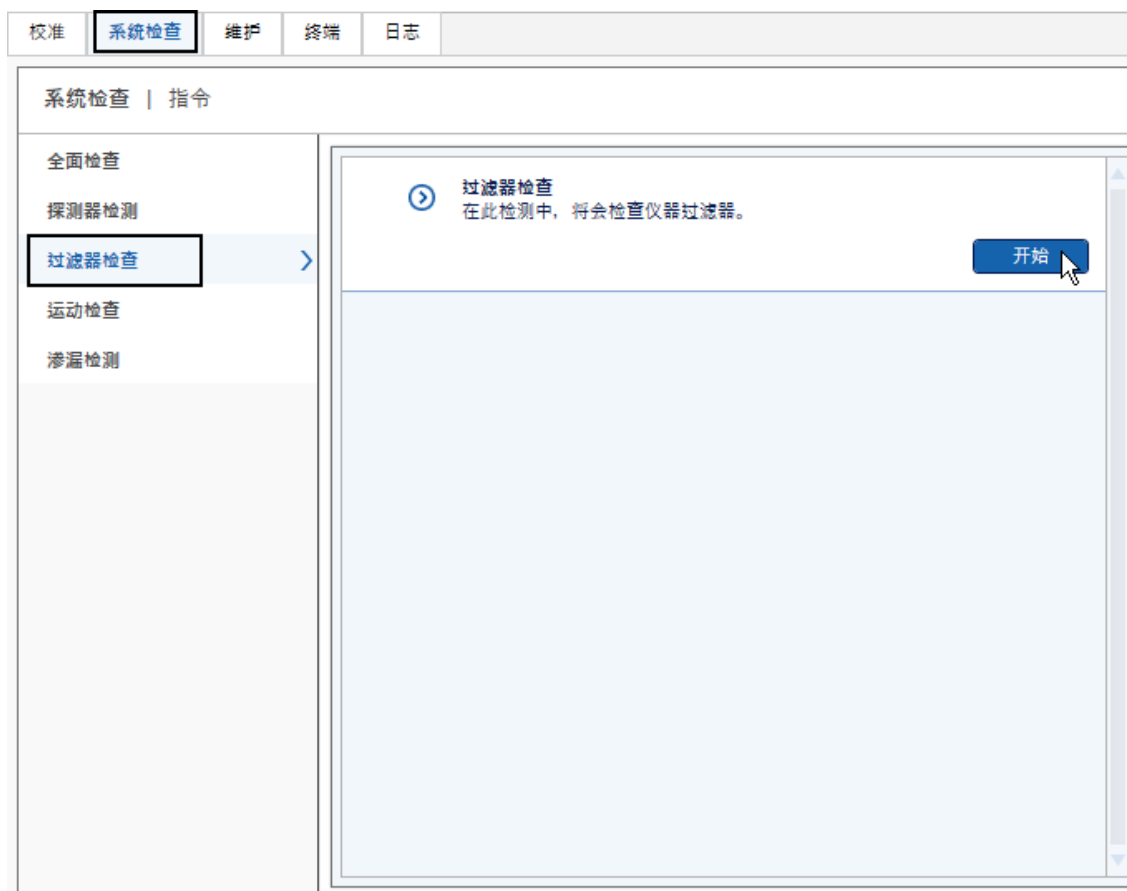 校准 系统检查 维护 终端 日志
系统检查 | 指令
全面检查
探测器检测
过滤器检查
运动检查
渗漏检测
过滤器检查
在此检测中，将会检查仪器过滤器。
开始